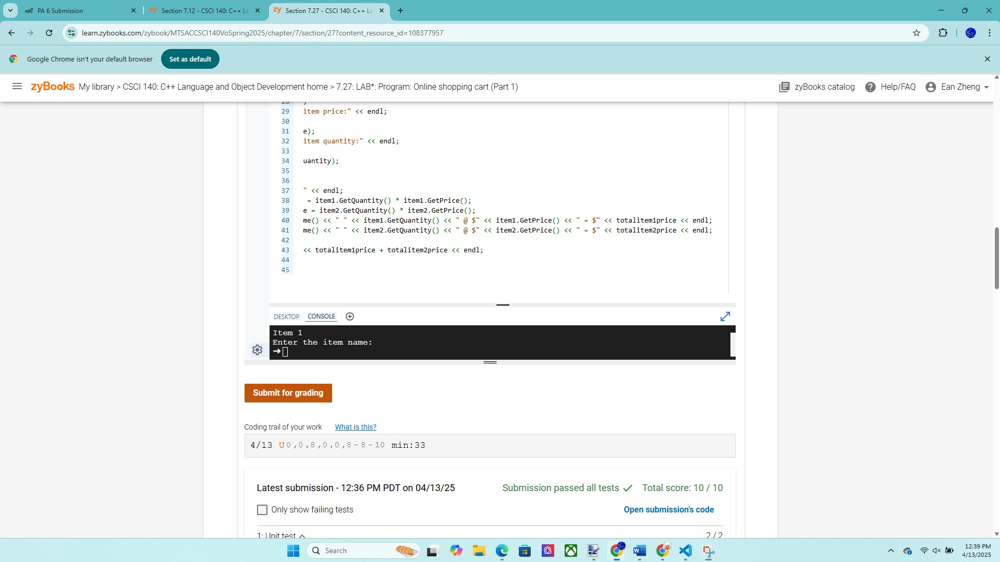 PA 6 Submission
Section 7.12 - CSCI 140: C++ La
Section 7.27 - CSCI 140: C++ La
learn.zybooks.com/zybook/MTSACCSCI140VoSpring2025/chapter/7/section/27?content_resource_id=108377957
Google Chrome isn't your default browser
Set as default
zyBooks My library > CSCI 140: C++ Language and Object Development home > 7.27: LAB*: Program: Online shopping cart (Part 1)
zyBooks catalog
Help/FAQ
Ean Zheng
28 ;
29 item price:" << endl;
30
31 e);
32 item quantity:" << endl;
33
34 uantity);
35
36
37 " << endl;
38 = item1.GetQuantity() * item1.GetPrice();
39 e = item2.GetQuantity() * item2.GetPrice();
40 me() << " " << item1.GetQuantity() << " @ $" << item1.GetPrice() << " = $" << totalitem1price << endl;
41 me() << " " << item2.GetQuantity() << " @ $" << item2.GetPrice() << " = $" << totalitem2price << endl;
42
43 << totalitem1price + totalitem2price << endl;
44
45
DESKTOP CONSOLE
Item 1
Enter the item name:
Submit for grading
Coding trail of your work What is this?
4/13 U0,0,8,0,0,8-8-10 min:33
Latest submission - 12:36 PM PDT on 04/13/25
Submission passed all tests Total score: 10 / 10
Only show failing tests
Open submission's code
1: Unit test 2 / 2
Search
12:39 PM
4/13/2025